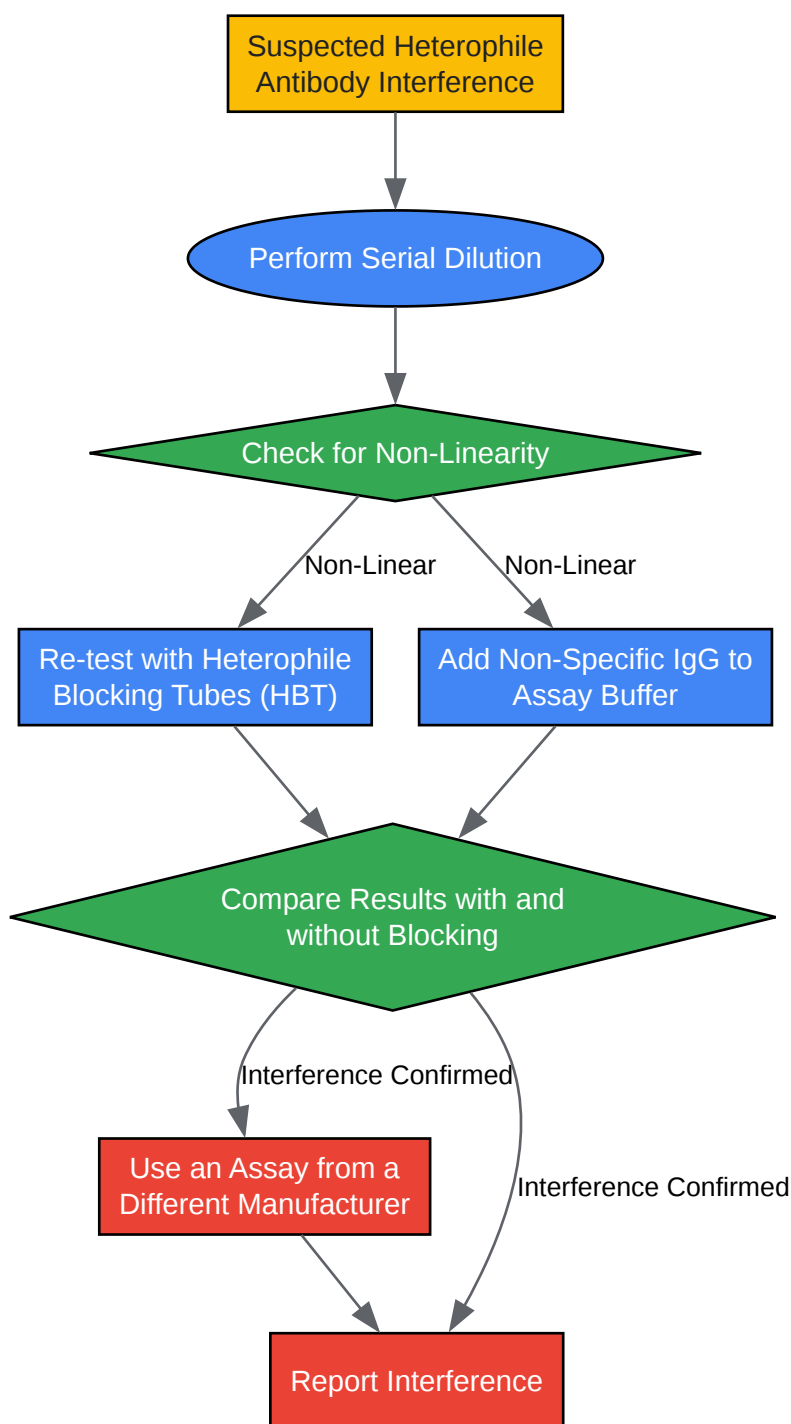 Suspected Heterophile
Antibody Interference
Perform Serial Dilution
Check for Non-Linearity
Non-Linear
Non-Linear
Re-test with Heterophile
Blocking Tubes (HBT)
Add Non-Specific IgG to
Assay Buffer
Compare Results with and
without Blocking
Interference Confirmed
Use an Assay from a
Different Manufacturer
Interference Confirmed
Report Interference